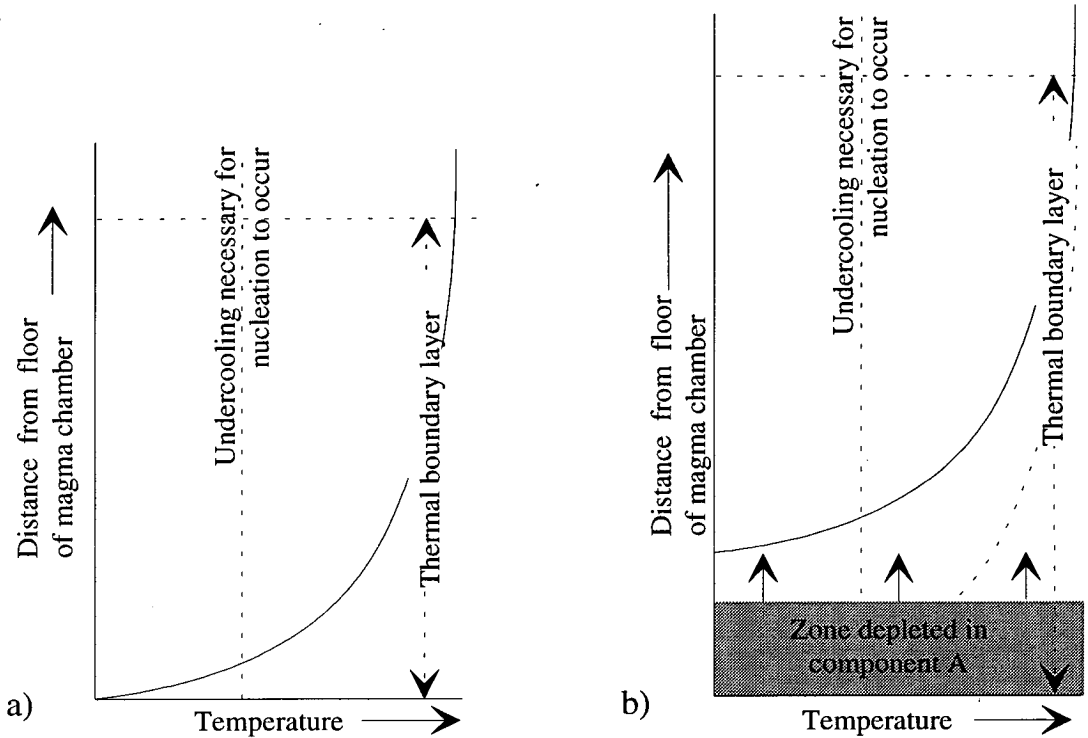 Distance from floor
of magma chamber
Undercooling necessary for
nucleation to occur
Thermal boundary layer
a)
Temperature
Distance from floor
of magma chamber
Undercooling necessary for
nucleation to occur
Thermal boundary layer
Zone depleted in
component A
b)
Temperature